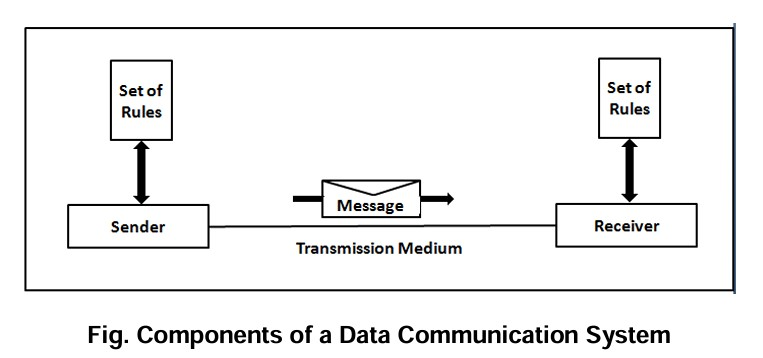 Set of
Rules
Set of
Rules
Message
Sender
Receiver
Transmission Medium
Fig. Components of a Data Communication System